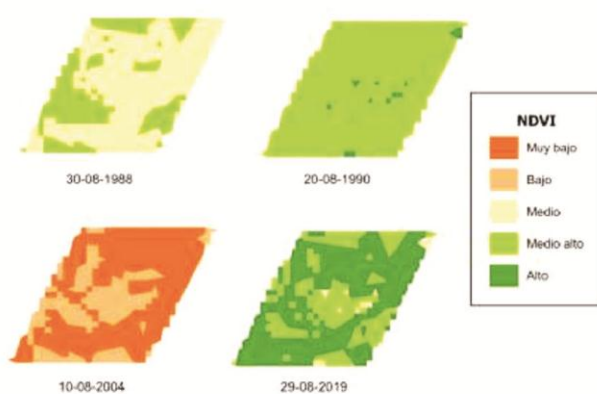 30-08-1988
20-08-1990
NDVI
Muy bajo
Bajo
Medio
Medio alto
Alto
10-08-2004
29-08-2019